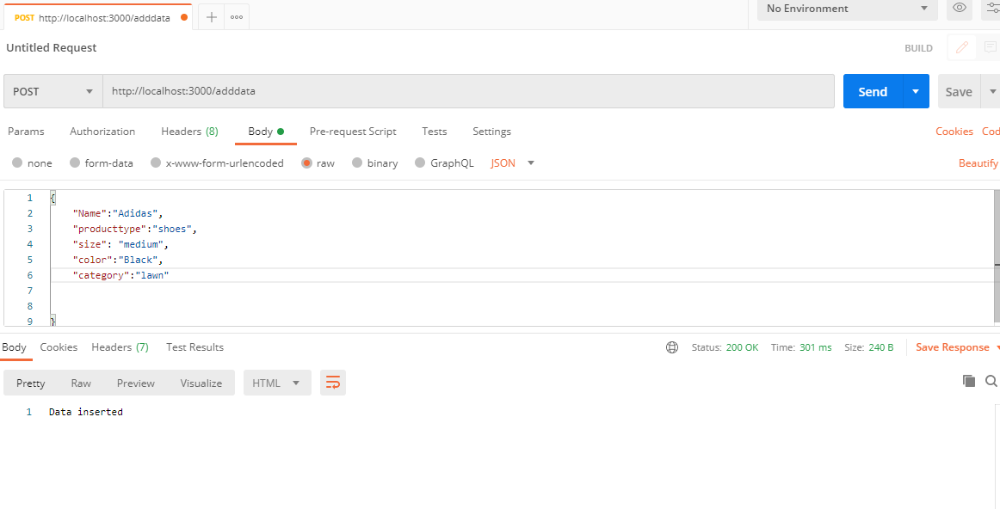 POST http://localhost:3000/adddata
No Environment
Untitled Request
BUILD
POST http://localhost:3000/adddata Send Save
Params Authorization Headers (8) Body Pre-request Script Tests Settings Cookies Cod
none form-data x-www-form-urlencoded raw binary GraphQL JSON Beautify
1 {
2 "Name":"Adidas",
3 "producttype":"shoes",
4 "size": "medium",
5 "color":"Black",
6 "category":"lawn"
7
8
9 }
Body Cookies Headers (7) Test Results Status: 200 OK Time: 301 ms Size: 240 B Save Response
Pretty Raw Preview Visualize HTML
1 Data inserted